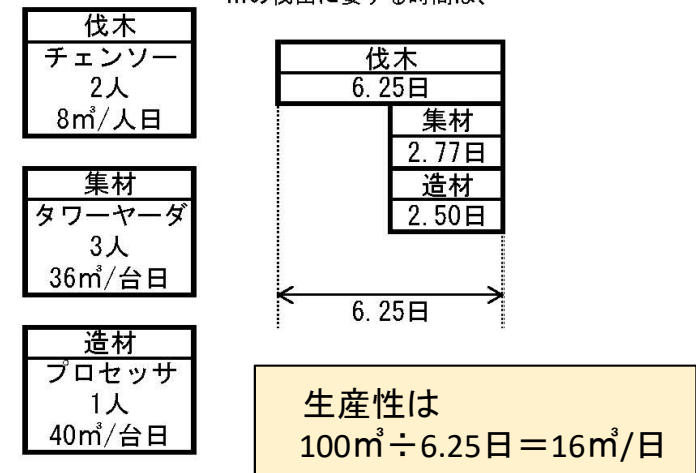 伐木
チェンソー
2人
8㎥/人日
集材
タワーヤーダ
3人
36㎥/台日
造材
プロセッサ
1人
40㎥/台日
伐木
6.25日
集材
2.77日
造材
2.50日
6.25日
生産性は
100㎥÷6.25日＝16㎥/日